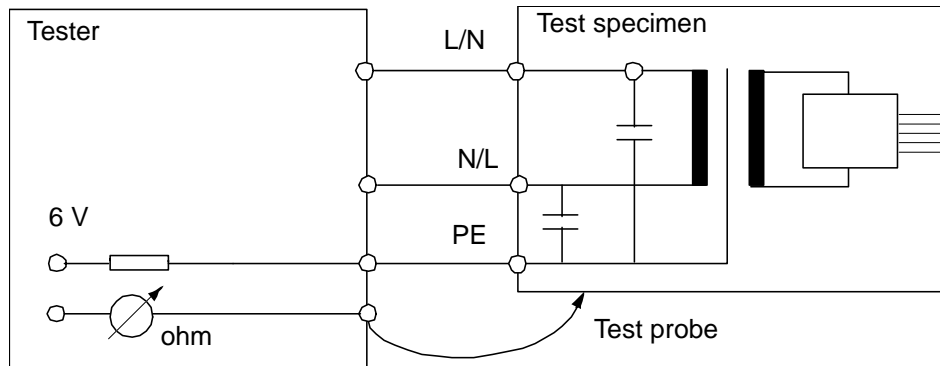 Tester
L/N
Test specimen
N/L
6 V
PE
ohm
Test probe